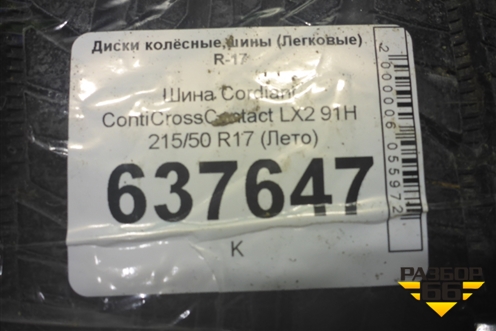 Диски колёсные,шины (Легковые)
R-17
Шина Cordiant
ContiCrossContact LX2 91H
215/50 R17 (Лето)
637647
К
2000006055972
РАЗБОР
66